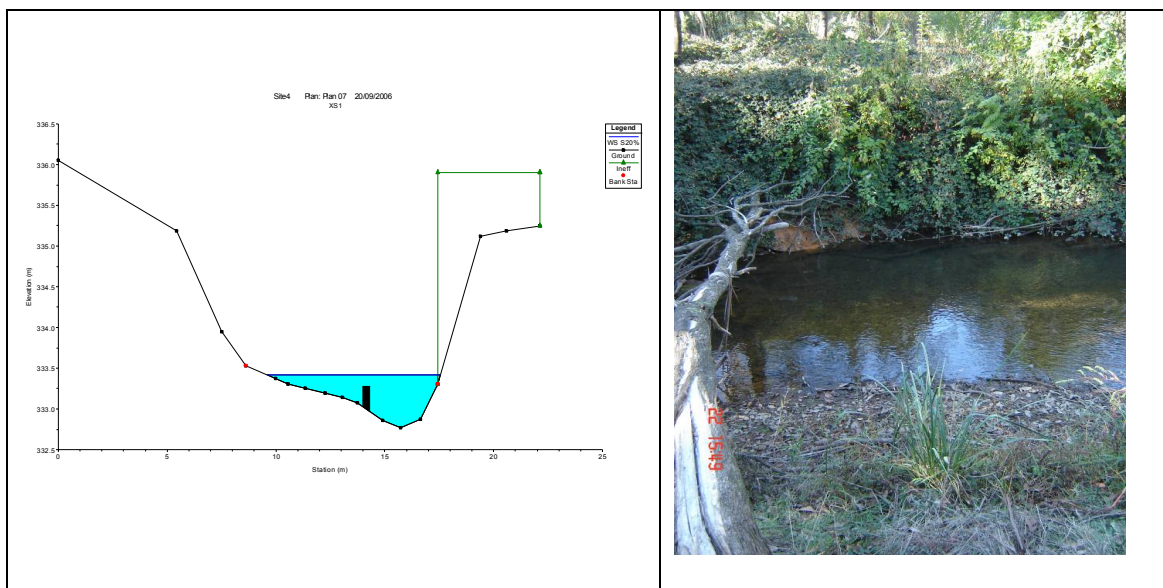 Site4 Plan: Plan 07 20/09/2006
XS1
Legend
WS S20%
Ground
Ineff
Bank Sta
Elevation (m)
336.5
336.0
335.5
335.0
334.5
334.0
333.5
333.0
332.5
0
5
10
15
20
25
Station (m)
22 15:49